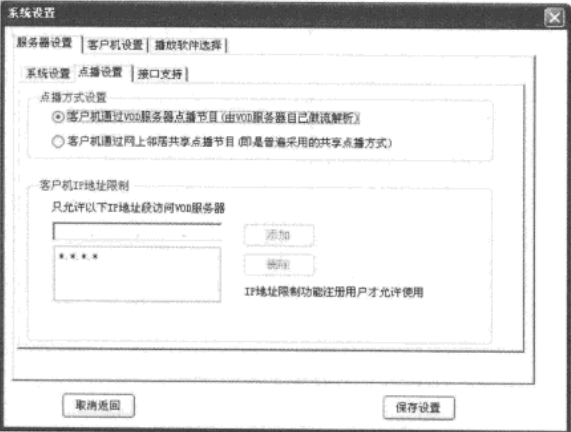 系统设置
服务器设置 客户机设置 播放软件选择
系统设置 点播设置 接口支持
点播方式设置
客户机通过VOD服务器点播节目(由VOD服务器自己做流解析)
客户机通过网上邻居共享点播节目(即是普遍采用的共享点播方式)
客户机IP地址限制
只允许以下IP地址段访问VOD服务器
. . . 添加
*.*.*.*
删除
IP地址限制功能注册用户才允许使用
取消返回 保存设置